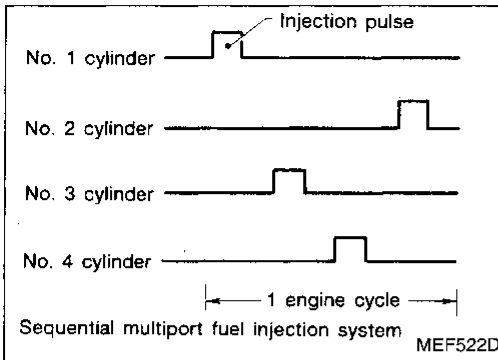 Injection pulse
No. 1 cylinder
No. 2 cylinder
No. 3 cylinder
No. 4 cylinder
1 engine cycle
Sequential multiport fuel injection system
MEF522D